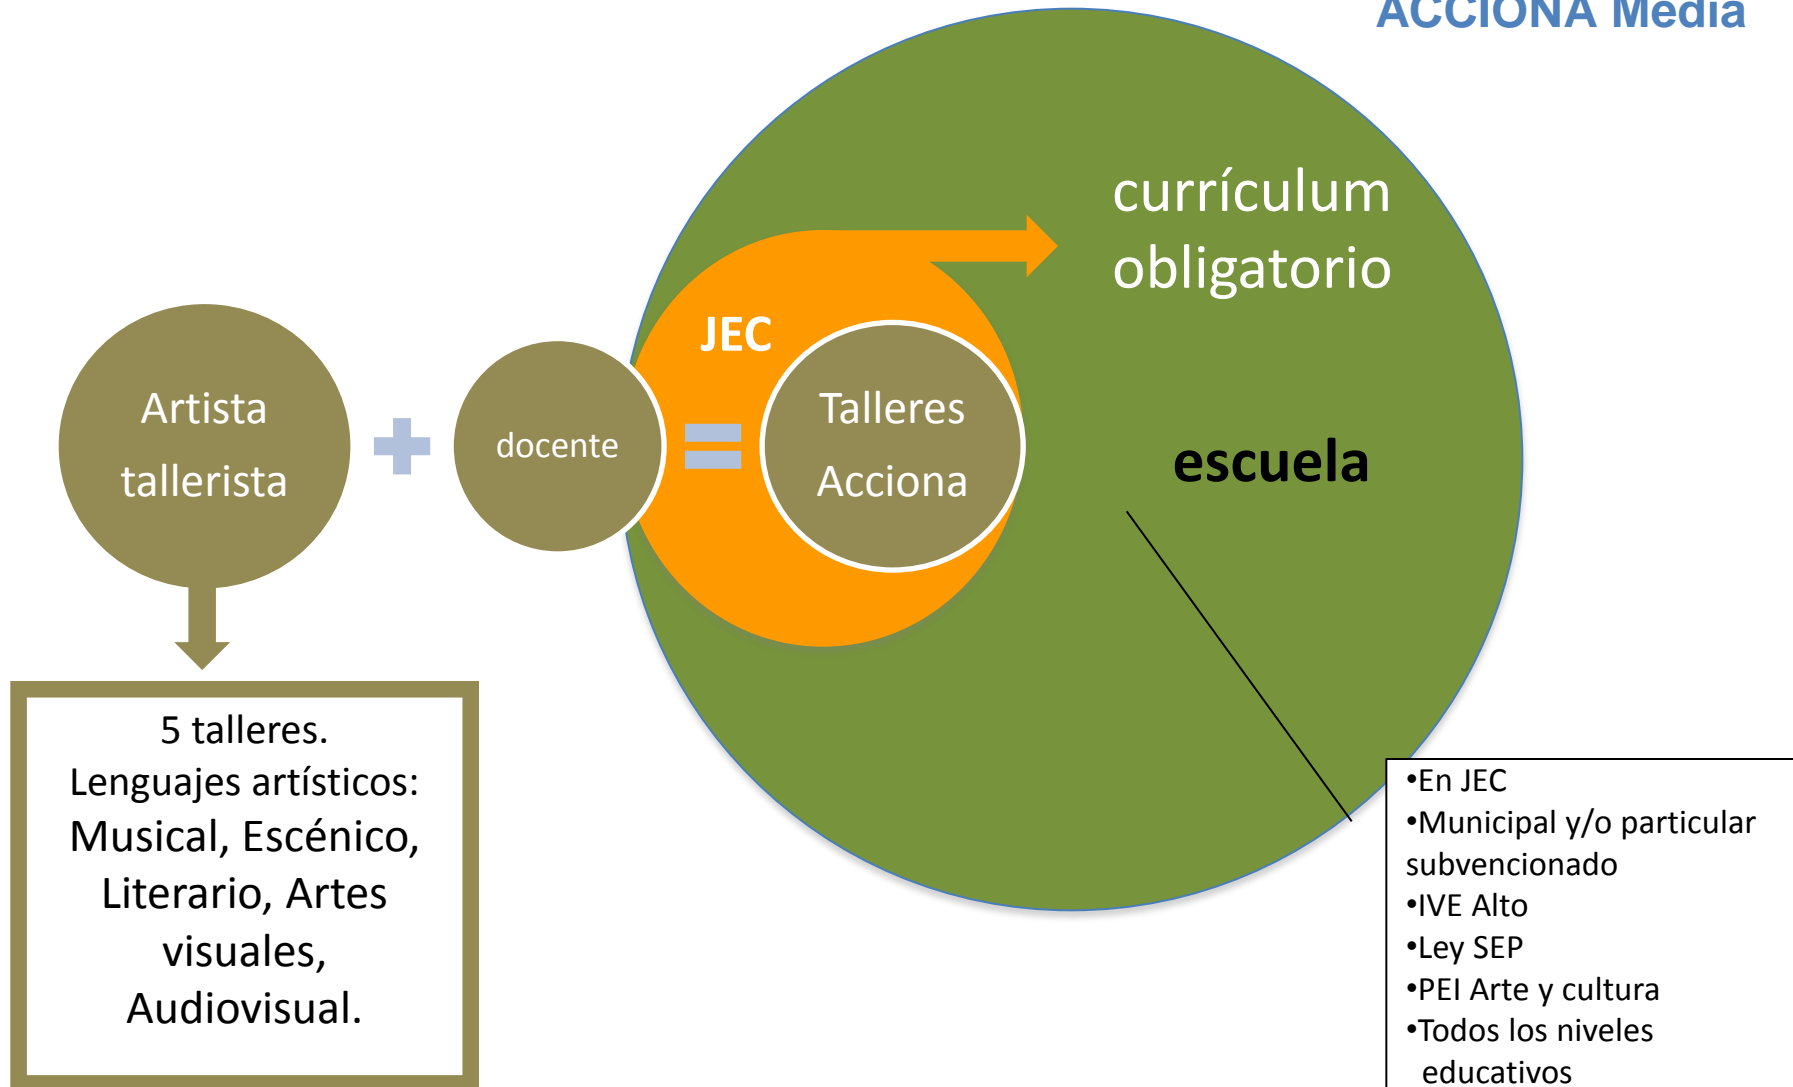 ACCIONA Media
currículum
obligatorio
JEC
Artista
tallerista
docente
Talleres
Acciona
escuela
5 talleres.
Lenguajes artísticos:
Musical, Escénico,
Literario, Artes
visuales,
Audiovisual.
•En JEC
•Municipal y/o particular
subvencionado
•IVE Alto
•Ley SEP
•PEI Arte y cultura
•Todos los niveles
educativos